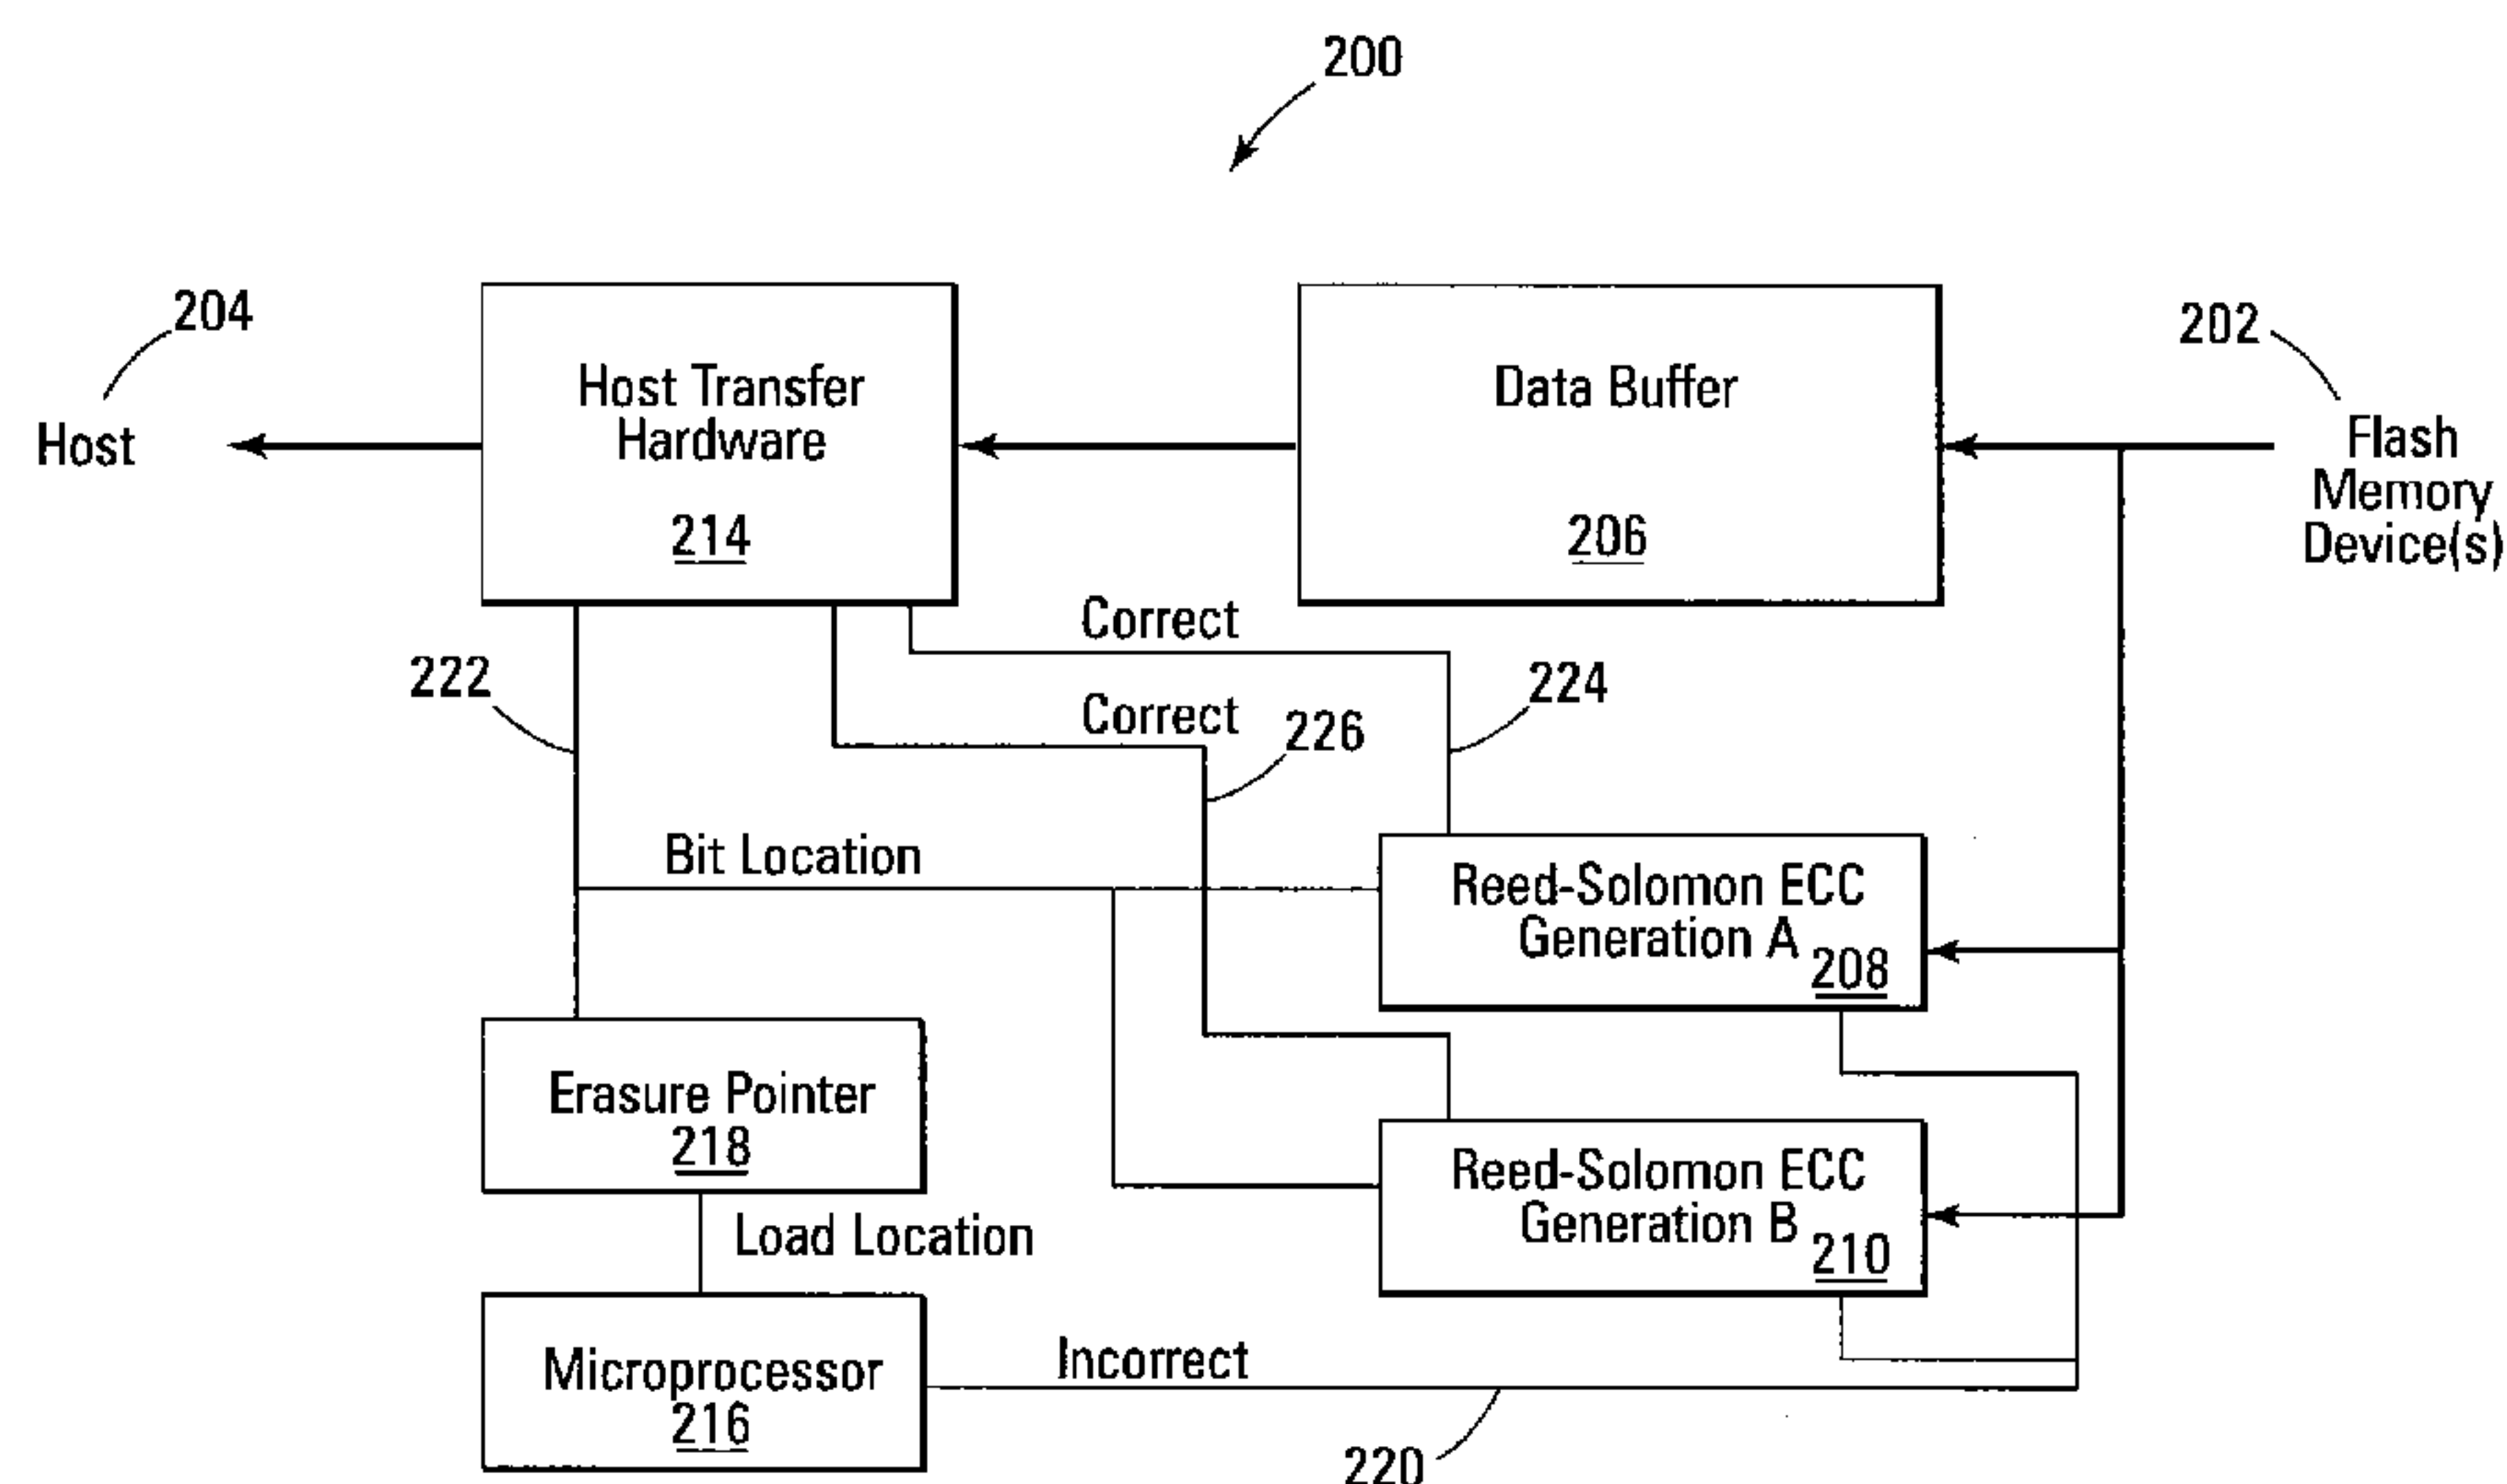 200
204
Host
Host Transfer
Hardware
214
Data Buffer
206
202
Flash
Memory
Device(s)
Correct
222
Correct
226
224
Bit Location
Reed-Solomon ECC
Generation A
208
Erasure Pointer
218
Reed-Solomon ECC
Generation B
210
Load Location
Microprocessor
216
Incorrect
220